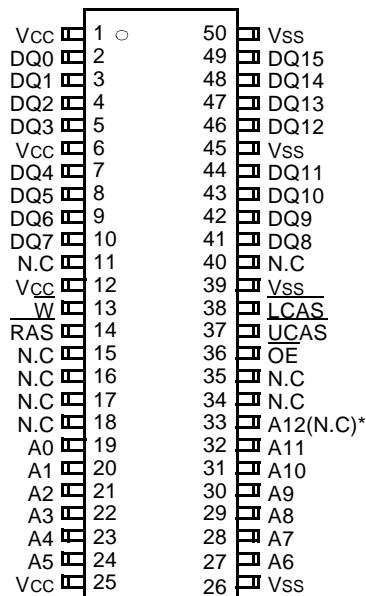 Vcc 1 50 Vss
DQ0 2 49 DQ15
DQ1 3 48 DQ14
DQ2 4 47 DQ13
DQ3 5 46 DQ12
Vcc 6 45 Vss
DQ4 7 44 DQ11
DQ5 8 43 DQ10
DQ6 9 42 DQ9
DQ7 10 41 DQ8
N.C 11 40 N.C
Vcc 12 39 Vss
W 13 38 LCAS
RAS 14 37 UCAS
N.C 15 36 OE
N.C 16 35 N.C
N.C 17 34 N.C
N.C 18 33 A12(N.C)*
A0 19 32 A11
A1 20 31 A10
A2 21 30 A9
A3 22 29 A8
A4 23 28 A7
A5 24 27 A6
Vcc 25 26 Vss